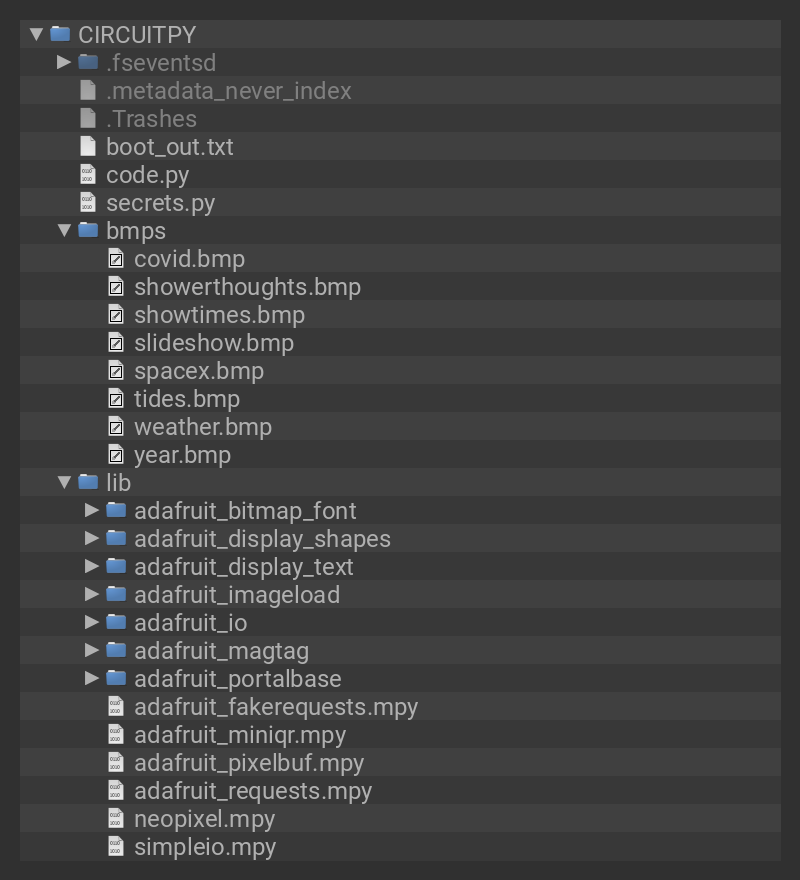 CIRCUITPY
.fseventsd
.metadata_never_index
.Trashes
boot_out.txt
code.py
secrets.py
bmps
covid.bmp
showerthoughts.bmp
showtimes.bmp
slideshow.bmp
spacex.bmp
tides.bmp
weather.bmp
year.bmp
lib
adafruit_bitmap_font
adafruit_display_shapes
adafruit_display_text
adafruit_imageload
adafruit_io
adafruit_magtag
adafruit_portalbase
adafruit_fakerequests.mpy
adafruit_miniqr.mpy
adafruit_pixelbuf.mpy
adafruit_requests.mpy
neopixel.mpy
simpleio.mpy